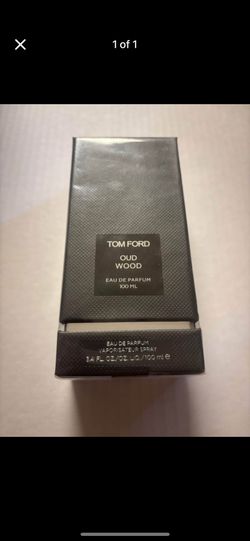 1 of 1
TOM FORD
OUD
WOOD
EAU DE PARFUM
100 ML
EAU DE PARFUM
VAPORISATEUR SPRAY
3.4 FL. OZ./OZ. LIQ./100 ml ℮